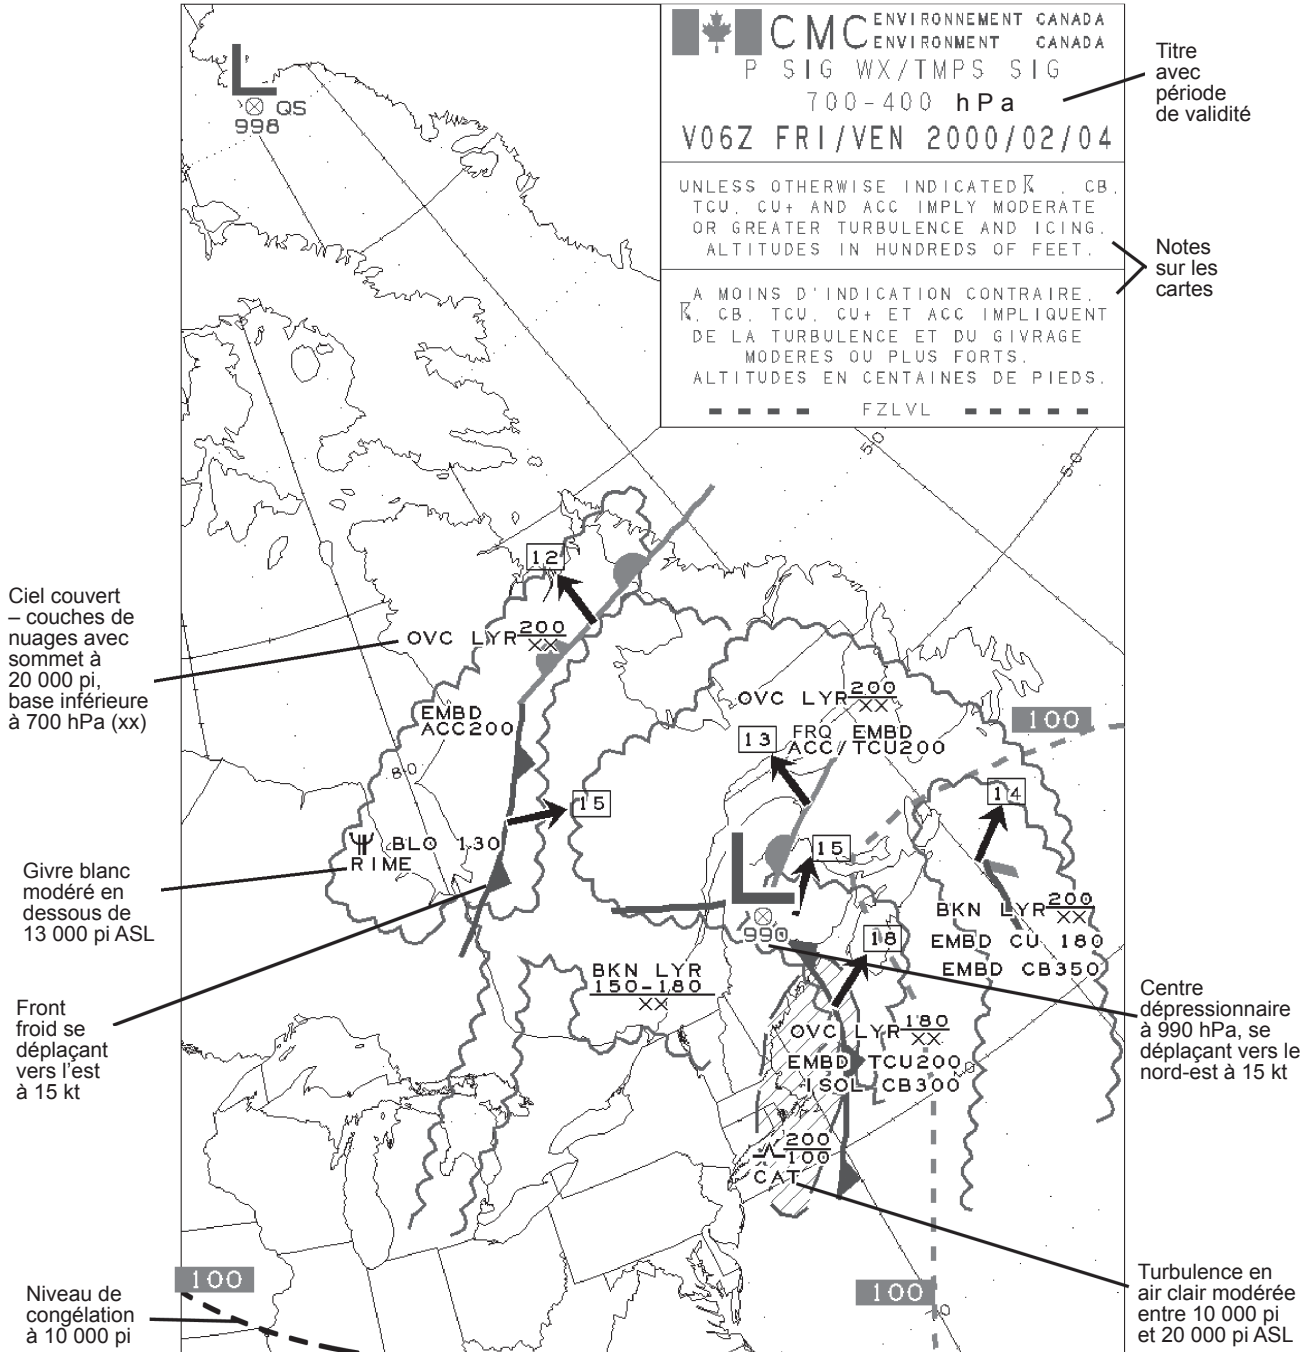 CMC ENVIRONNEMENT CANADA
ENVIRONMENT CANADA
P SIG WX/TMPS SIG
700-400 hPa
V06Z FRI/VEN 2000/02/04
UNLESS OTHERWISE INDICATED , CB,
TCU, CU+ AND ACC IMPLY MODERATE
OR GREATER TURBULENCE AND ICING.
ALTITUDES IN HUNDREDS OF FEET.
A MOINS D'INDICATION CONTRAIRE,
, CB, TCU, CU+ ET ACC IMPLIQUENT
DE LA TURBULENCE ET DU GIVRAGE
MODERES OU PLUS FORTS.
ALTITUDES EN CENTAINES DE PIEDS.
FZLVL
Titre
avec
période
de validité
Notes
sur les
cartes
L
QS
998
50
50
12
OVC LYR 200
XX
EMBD
ACC200
80
15
BLO 130
RIME
OVC LYR 200
XX
13
FRQ EMBD
ACC/TCU200
100
14
15
L
990
18
BKN LYR 200
XX
EMBD CU 180
EMBD CB350
BKN LYR
150-180
XX
OVC LYR 180
XX
EMBD TCU200
ISOL CB300
200
100
CAT
100
100
Ciel couvert
– couches de
nuages avec
sommet à
20 000 pi,
base inférieure
à 700 hPa (xx)
Givre blanc
modéré en
dessous de
13 000 pi ASL
Front
froid se
déplaçant
vers l'est
à 15 kt
Niveau de
congélation
à 10 000 pi
Centre
dépressionnaire
à 990 hPa, se
déplaçant vers le
nord-est à 15 kt
Turbulence en
air clair modérée
entre 10 000 pi
et 20 000 pi ASL